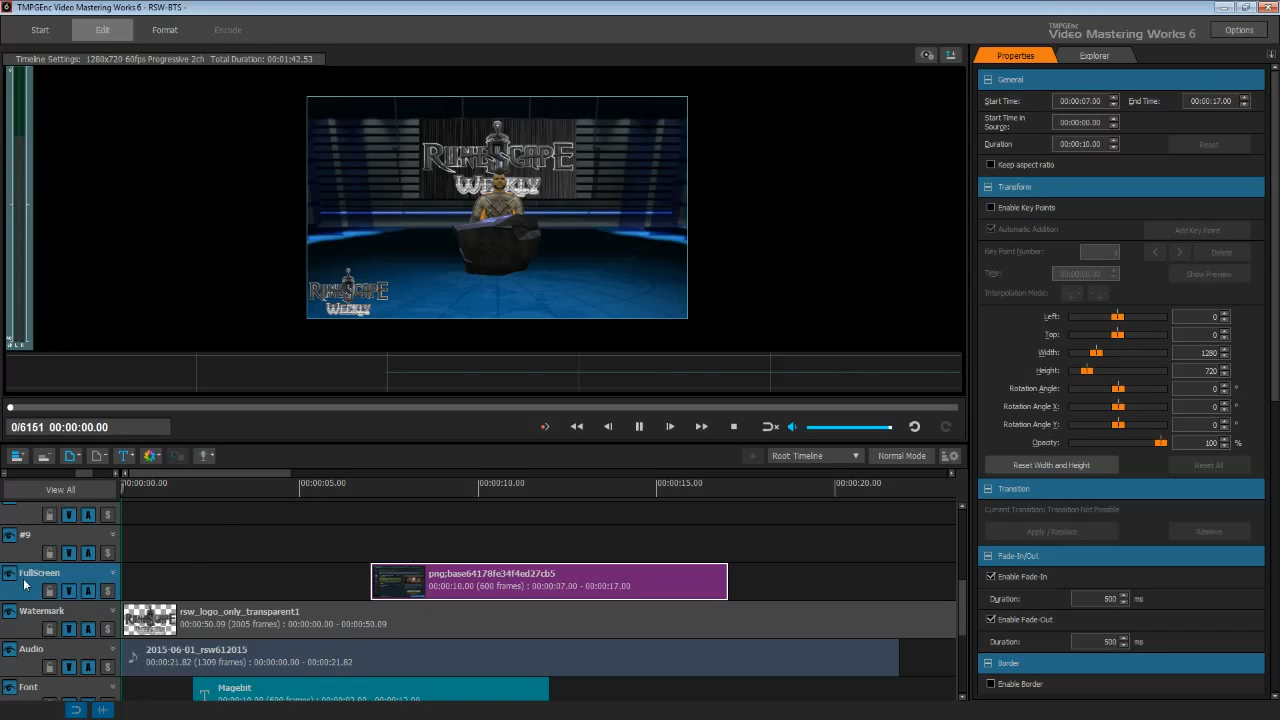 TMPGEnc Video Mastering Works 6 - RSW-BTS -
Start
Edit
Format
Encode
TMPGEnc
Video Mastering Works 6
Options
Timeline Settings: 1280x720 60fps Progressive 2ch Total Duration: 00:01:42.53
Properties
Explorer
General
Start Time: 00:00:07.00 End Time: 00:00:17.00
Start Time in
Source: 00:00:00.00
Duration 00:00:10.00 Reset
Keep aspect ratio
Transform
Enable Key Points
Automatic Addition Add Key Point
Key Point Number: 1 Delete
Time: 00:00:00.00 Show Preview
Interpolation Mode:
Left: 0
Top: 0
Width: 1280
Height: 720
Rotation Angle: 0 °
Rotation Angle X: 0 °
Rotation Angle Y: 0 °
Opacity: 100 %
Reset Width and Height Reset All
Transition
Current Transition: Transition Not Possible
Apply / Replace Remove
Fade-In/Out
Enable Fade-In
Duration: 500 ms
Enable Fade-Out
Duration: 500 ms
Border
Enable Border
RuneScape
Weekly
RuneScape
Weekly
0/6151 00:00:00.00
Root Timeline
Normal Mode
View All
00:00:00.00 00:00:05.00 00:00:10.00 00:00:15.00 00:00:20.00
V A S
#9
V A S
FullScreen
V A S
png;base64178fe34f4ed27cb5
00:00:10.00 (600 frames) : 00:00:07.00 - 00:00:17.00
Watermark
V A S
rsw_logo_only_transparent1
00:00:50.09 (3005 frames) : 00:00:00.00 - 00:00:50.09
Audio
V A S
2015-06-01_rsw612015
00:00:21.82 (1309 frames) : 00:00:00.00 - 00:00:21.82
Font
T
Magebit